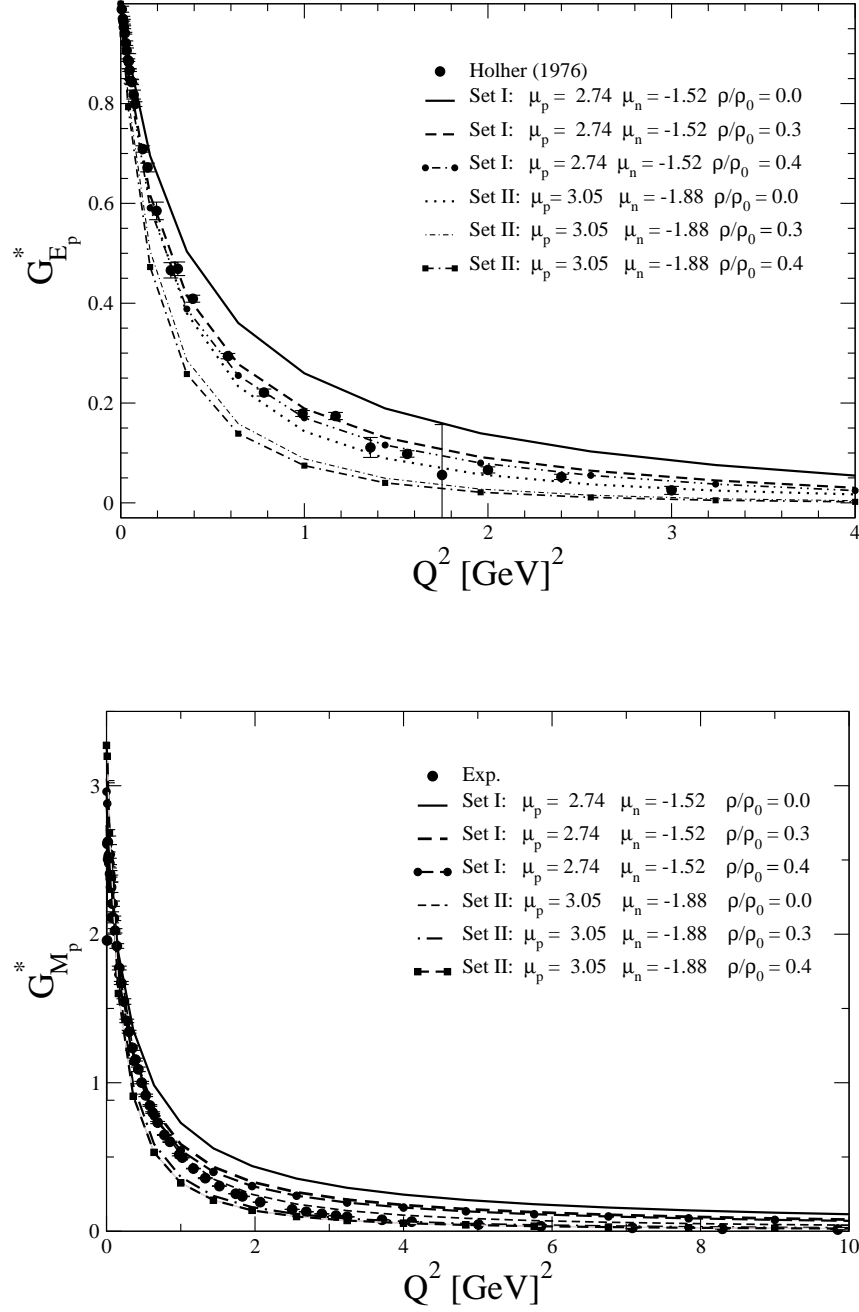 0.8
0.6
0.4
0.2
0
G*Ep
Holher (1976)
Set I: μp = 2.74 μn = -1.52 ρ/ρ0 = 0.0
Set I: μp = 2.74 μn = -1.52 ρ/ρ0 = 0.3
Set I: μp = 2.74 μn = -1.52 ρ/ρ0 = 0.4
Set II: μp = 3.05 μn = -1.88 ρ/ρ0 = 0.0
Set II: μp = 3.05 μn = -1.88 ρ/ρ0 = 0.3
Set II: μp = 3.05 μn = -1.88 ρ/ρ0 = 0.4
0 1 2 3 4
Q² [GeV]²
3
2
1
0
G*Mp
Exp.
Set I: μp = 2.74 μn = -1.52 ρ/ρ0 = 0.0
Set I: μp = 2.74 μn = -1.52 ρ/ρ0 = 0.3
Set I: μp = 2.74 μn = -1.52 ρ/ρ0 = 0.4
Set II: μp = 3.05 μn = -1.88 ρ/ρ0 = 0.0
Set II: μp = 3.05 μn = -1.88 ρ/ρ0 = 0.3
Set II: μp = 3.05 μn = -1.88 ρ/ρ0 = 0.4
0 2 4 6 8 10
Q² [GeV]²